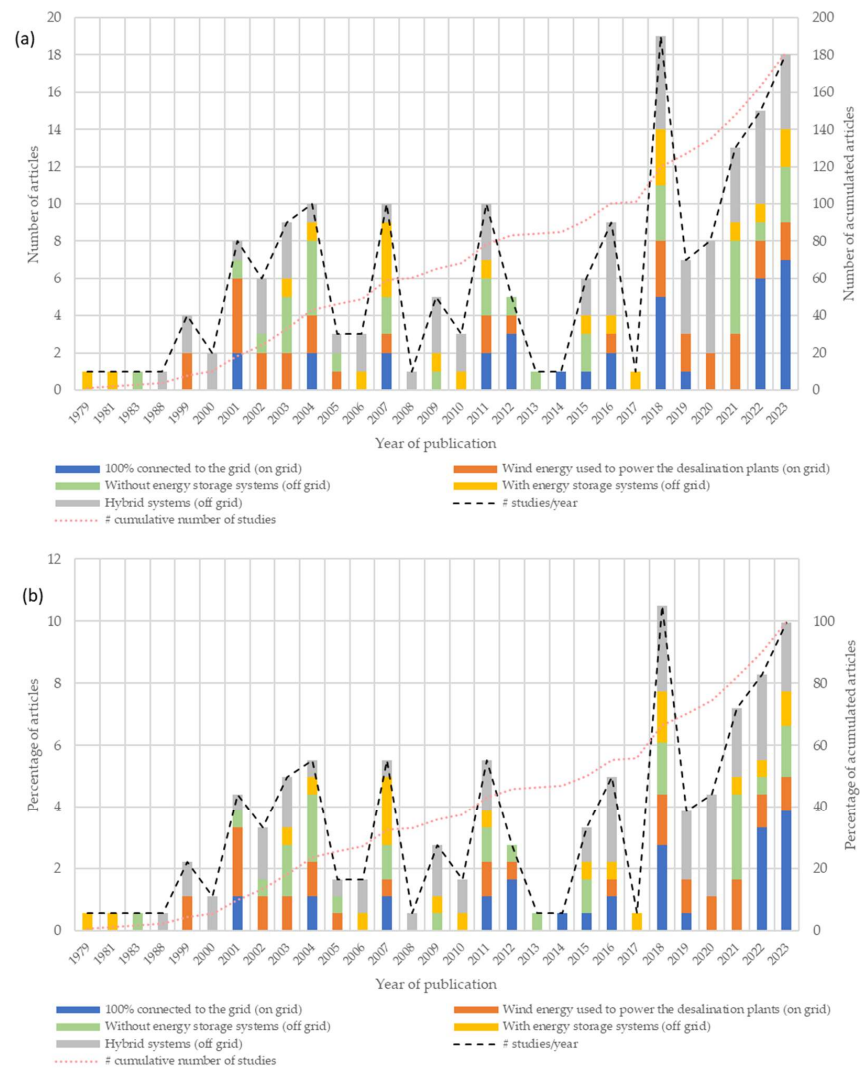 (a)
Number of articles
20
18
16
14
12
10
8
6
4
2
0
200
180
160
140
120
100
80
60
40
20
0
Number of acumulated articles
1979 1981 1983 1988 1999 2000 2001 2002 2003 2004 2005 2006 2007 2008 2009 2010 2011 2012 2013 2014 2015 2016 2017 2018 2019 2020 2021 2022 2023
Year of publication
100% connected to the grid (on grid) Wind energy used to power the desalination plants (on grid)
Without energy storage systems (off grid) With energy storage systems (off grid)
Hybrid systems (off grid) # studies/year
# cumulative number of studies
(b)
Percentage of articles
12
10
8
6
4
2
0
100
80
60
40
20
0
Percentage of acumulated articles
1979 1981 1983 1988 1999 2000 2001 2002 2003 2004 2005 2006 2007 2008 2009 2010 2011 2012 2013 2014 2015 2016 2017 2018 2019 2020 2021 2022 2023
Year of publication
100% connected to the grid (on grid) Wind energy used to power the desalination plants (on grid)
Without energy storage systems (off grid) With energy storage systems (off grid)
Hybrid systems (off grid) # studies/year
# cumulative number of studies